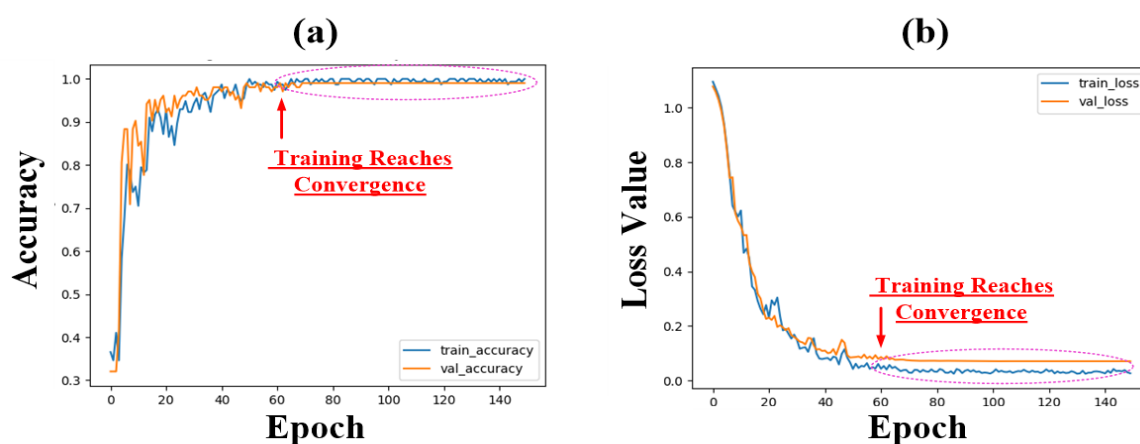 (a)
1.0
0.9
0.8
0.7
0.6
0.5
0.4
0.3
Accuracy
Training Reaches
Convergence
train_accuracy
val_accuracy
0 20 40 60 80 100 120 140
Epoch
(b)
1.0
0.8
0.6
0.4
0.2
0.0
Loss Value
train_loss
val_loss
Training Reaches
Convergence
0 20 40 60 80 100 120 140
Epoch